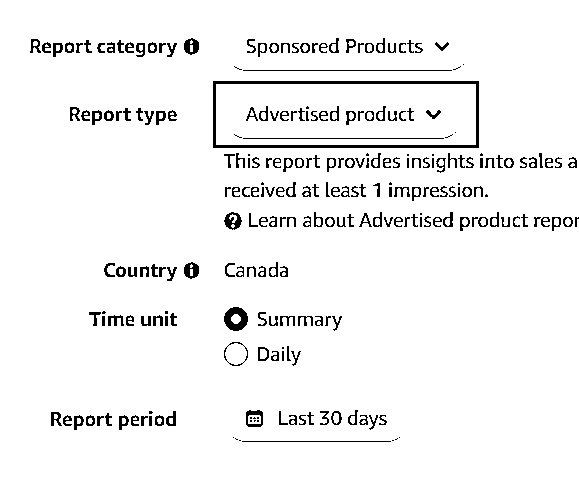 Report category Sponsored Products
Report type Advertised product
This report provides insights into sales a
received at least 1 impression.
Learn about Advertised product repor
Country Canada
Time unit Summary
Daily
Report period Last 30 days